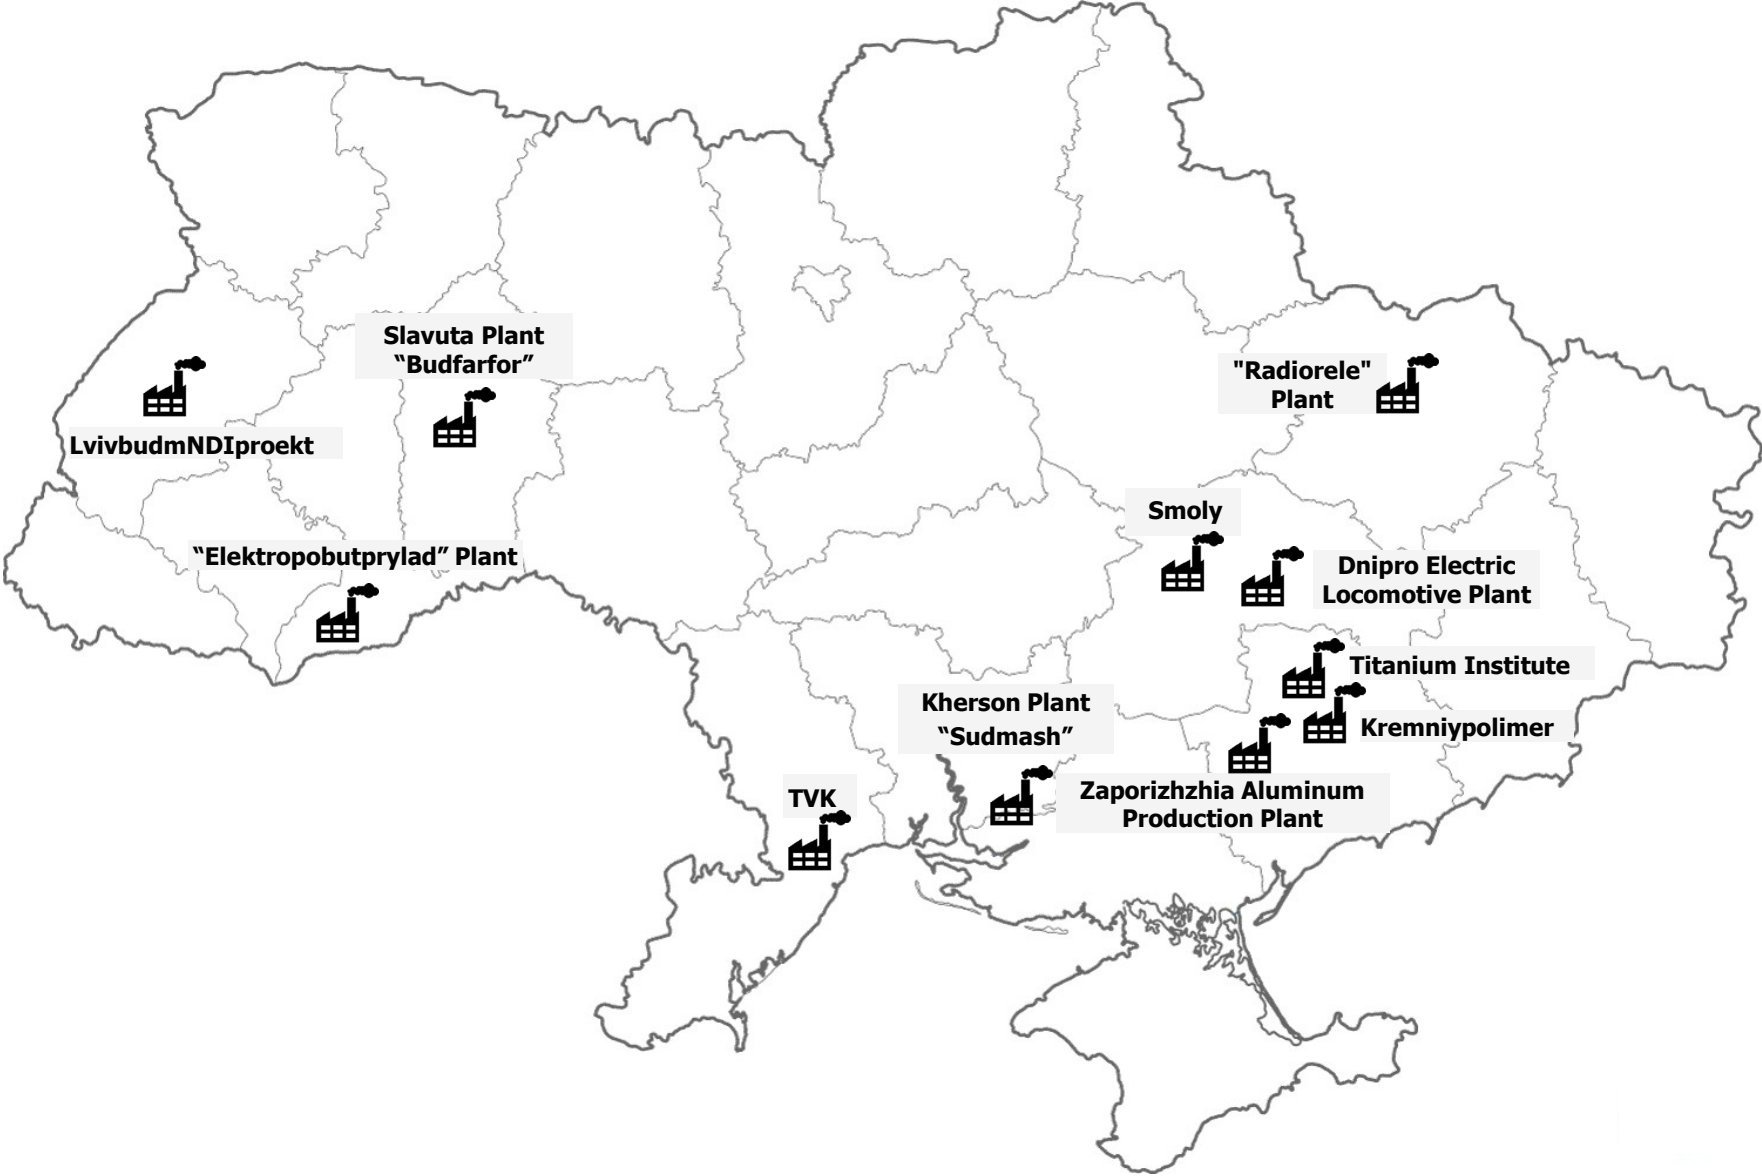 Slavuta Plant
“Budfarfor”
"Radiorele"
Plant
LvivbudmNDIproekt
Smoly
“Elektropobutprylad” Plant
Dnipro Electric
Locomotive Plant
Titanium Institute
Kherson Plant
“Sudmash”
Kremniypolimer
TVK
Zaporizhzhia Aluminum
Production Plant